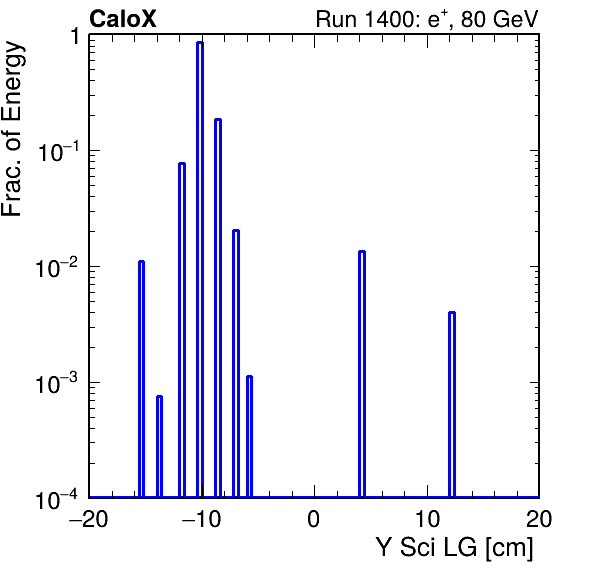 CaloX Run 1400: e⁺, 80 GeV
Frac. of Energy
1
10⁻¹
10⁻²
10⁻³
10⁻⁴
−20 −10 0 10 20
Y Sci LG [cm]